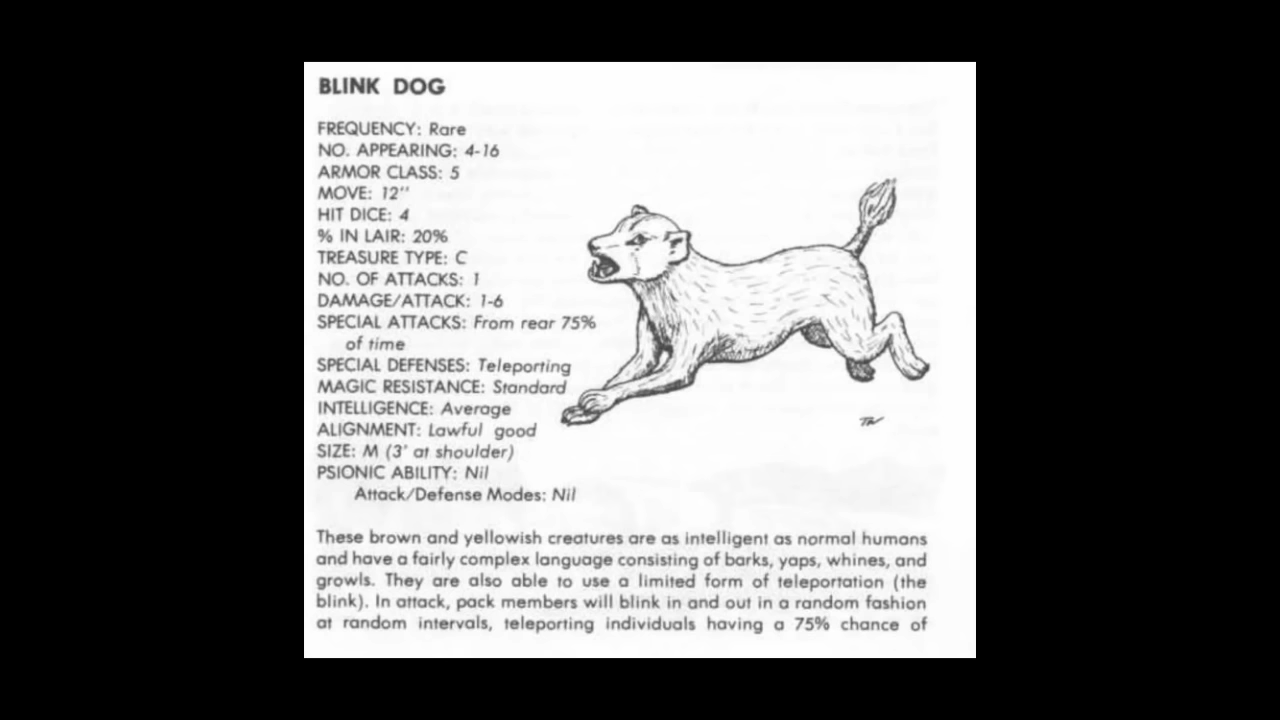 BLINK DOG
FREQUENCY: Rare
NO. APPEARING: 4-16
ARMOR CLASS: 5
MOVE: 12"
HIT DICE: 4
% IN LAIR: 20%
TREASURE TYPE: C
NO. OF ATTACKS: 1
DAMAGE/ATTACK: 1-6
SPECIAL ATTACKS: From rear 75%
of time
SPECIAL DEFENSES: Teleporting
MAGIC RESISTANCE: Standard
INTELLIGENCE: Average
ALIGNMENT: Lawful good
SIZE: M (3' at shoulder)
PSIONIC ABILITY: Nil
Attack/Defense Modes: Nil
These brown and yellowish creatures are as intelligent as normal humans
and have a fairly complex language consisting of barks, yaps, whines, and
growls. They are also able to use a limited form of teleportation (the
blink). In attack, pack members will blink in and out in a random fashion
at random intervals, teleporting individuals having a 75% chance of